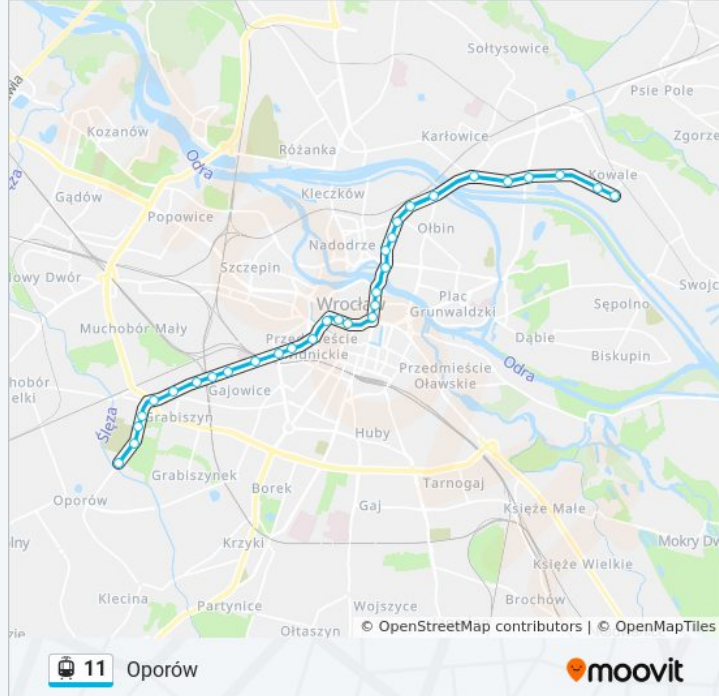 Sołtysowice
Psie Pole
Kozanów
Karłowice
Zgorze
Różanka
Odra
Kowale
Gądów
Kleczków
Popowice
Ołbin
Nadodrze
Szczepin
lowy Dwór
Swojc
Wrocław
Plac
Grunwaldzki
Sępolno
Muchobór Mały
Przedmieście
Dąbie
Biskupin
Odra
Przedmieście
Oławskie
hobór
elki
Gajowice
Grabiszyn
Ślęza
Huby
Grabiszynek
Borek
Tarnogaj
Oporów
Gaj
Księże Małe
Krzyki
Mokry Dw
Księże Wielkie
Klecina
Partynice
Wojszyce
Brochów
Ołtaszyn
© OpenStreetMap contributors | © OpenMapTiles
11 Oporów
moovit